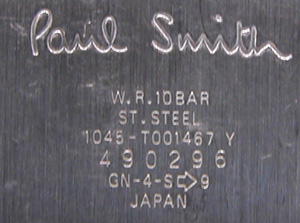 Paul Smith
W.R.10BAR
ST.STEEL
1045-T001467 Y
490296
GN-4-S⇨9
JAPAN